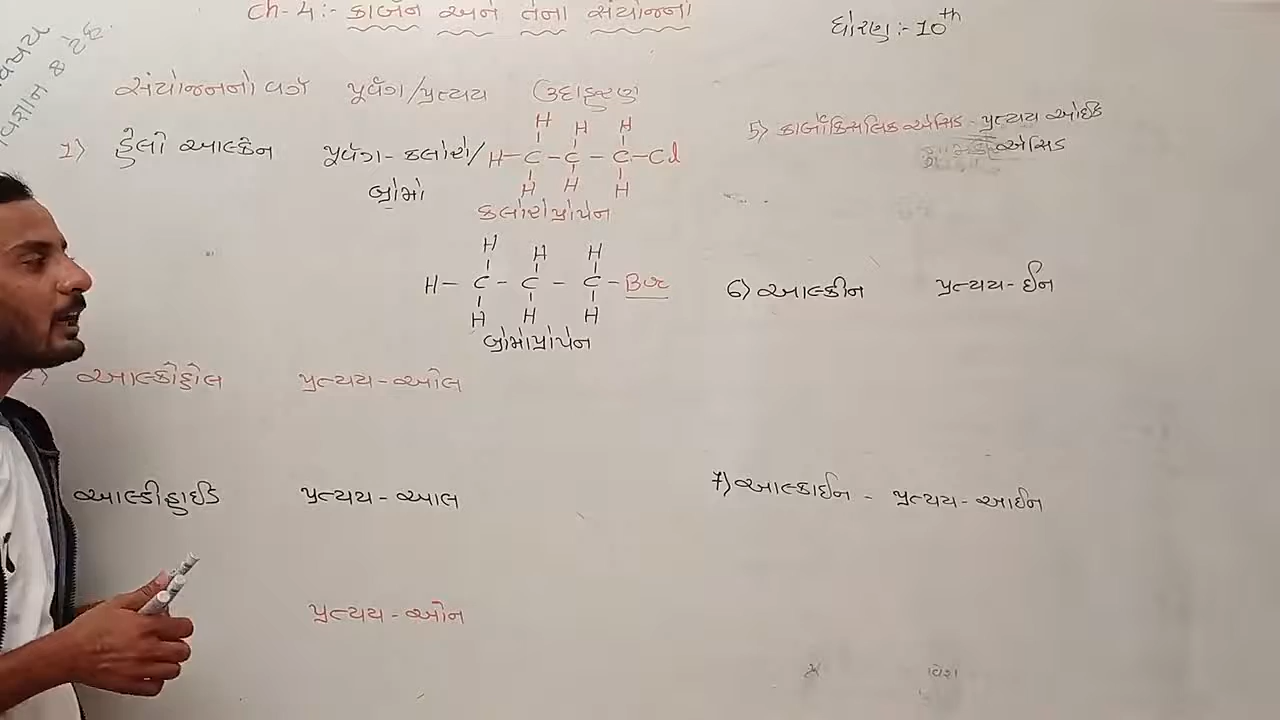 Ch-4:- કાર્બન અને તેના સંયોજનો
ધોરણ:- 10th
વિજ્ઞાન & ટેક.
સંયોજનનો વર્ગ પૂર્વગ/પ્રત્યય ઉદાહરણ
1) હેલો આલ્કેન પૂર્વગ- ક્લોરો/
બ્રોમો
H H H
H-C-C-C-Cl
H H H
ક્લોરોપ્રોપેન
H H H
H-C-C-C-Br
H H H
બ્રોમોપ્રોપેન
2) આલ્કોહોલ પ્રત્યય-ઓલ
આલ્ડીહાઈડ પ્રત્યય-આલ
પ્રત્યય-ઓન
5) કાર્બોક્સિલિક એસિડ- પ્રત્યય ઓઈક
એસિડ
6) આલ્કીન પ્રત્યય-ઈન
7) આલ્કાઈન - પ્રત્યય-આઈન